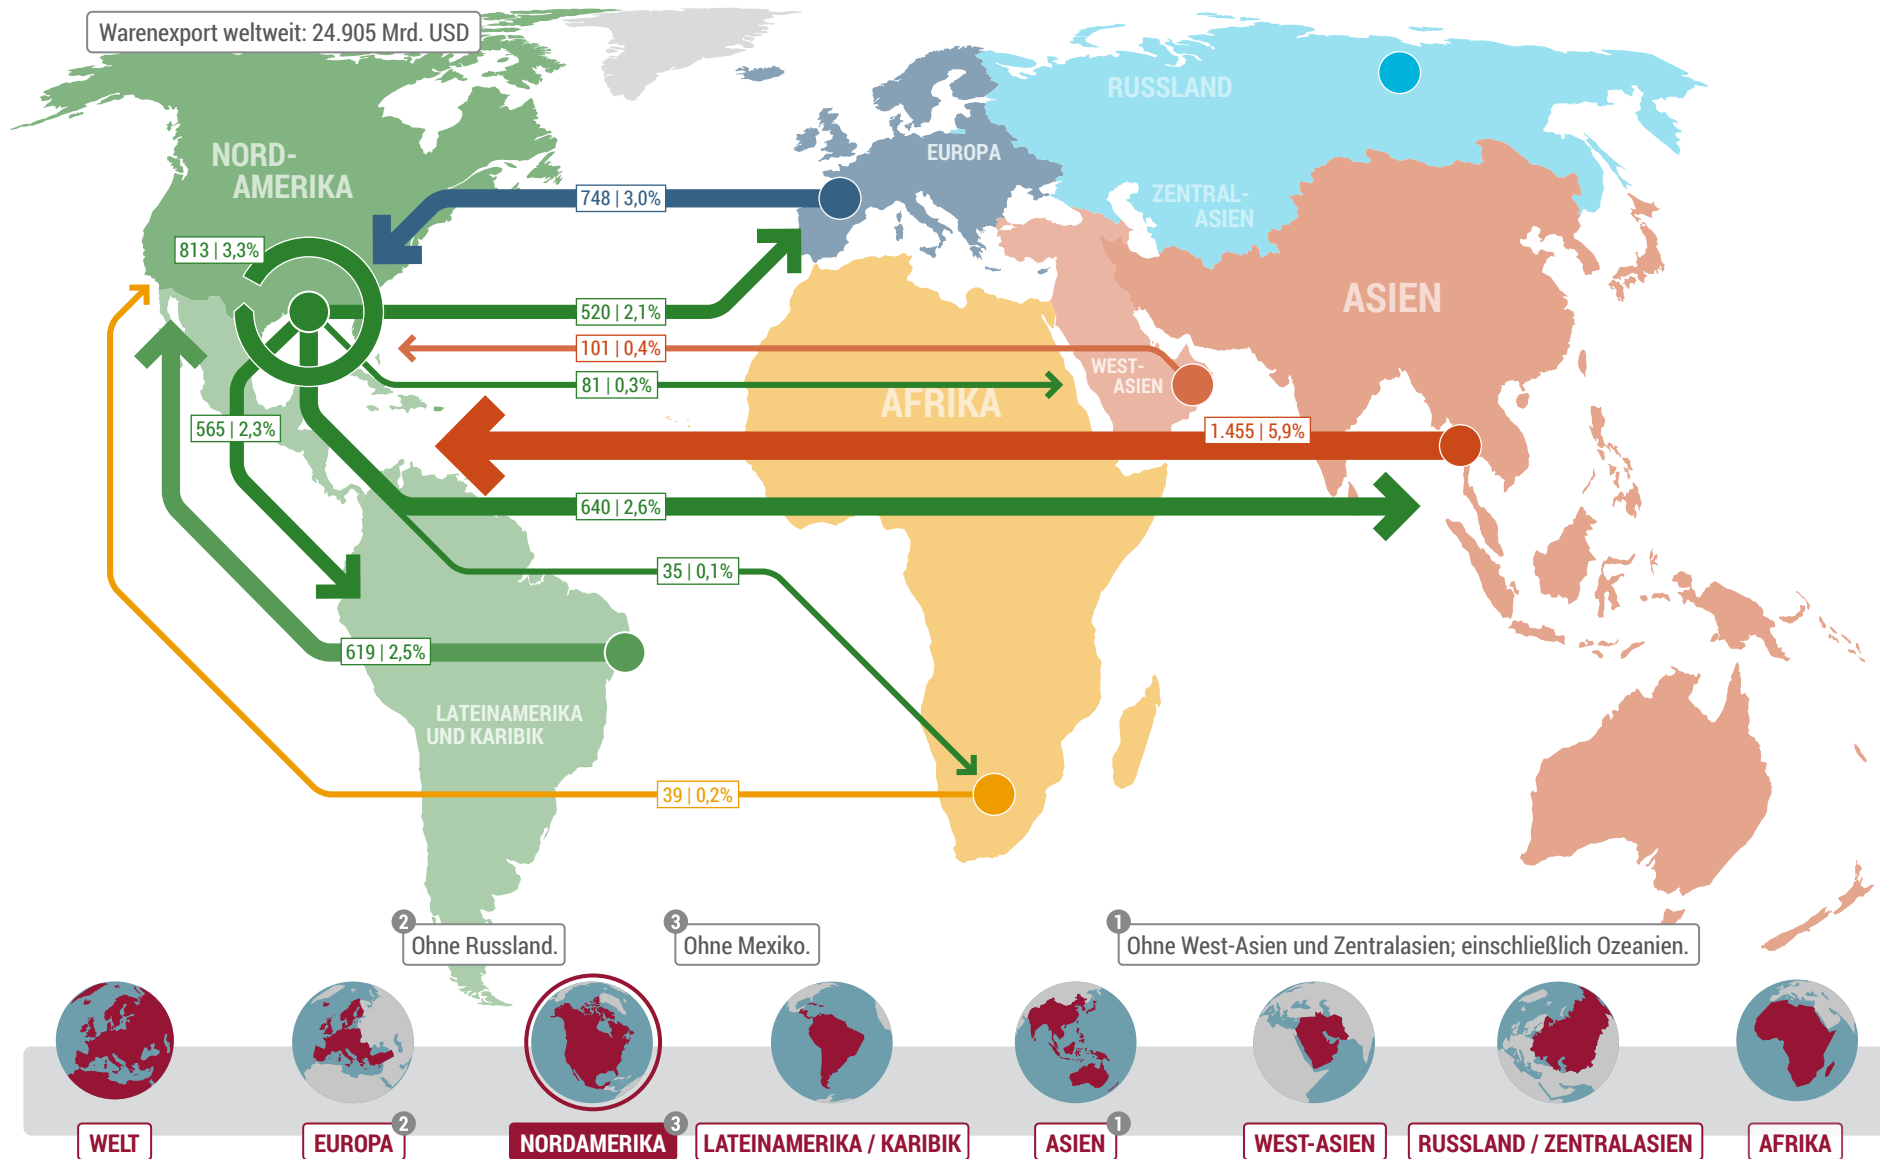 Warenexport weltweit: 24.905 Mrd. USD
RUSSLAND
NORD-
AMERIKA
EUROPA
ZENTRAL-
ASIEN
748 | 3,0%
813 | 3,3%
ASIEN
520 | 2,1%
101 | 0,4%
81 | 0,3%
WEST-
ASIEN
AFRIKA
565 | 2,3%
1.455 | 5,9%
640 | 2,6%
35 | 0,1%
619 | 2,5%
LATEINAMERIKA
UND KARIBIK
39 | 0,2%
2
Ohne Russland.
3
Ohne Mexiko.
1
Ohne West-Asien und Zentralasien; einschließlich Ozeanien.
WELT
EUROPA 2
NORDAMERIKA 3
LATEINAMERIKA / KARIBIK
ASIEN 1
WEST-ASIEN
RUSSLAND / ZENTRALASIEN
AFRIKA